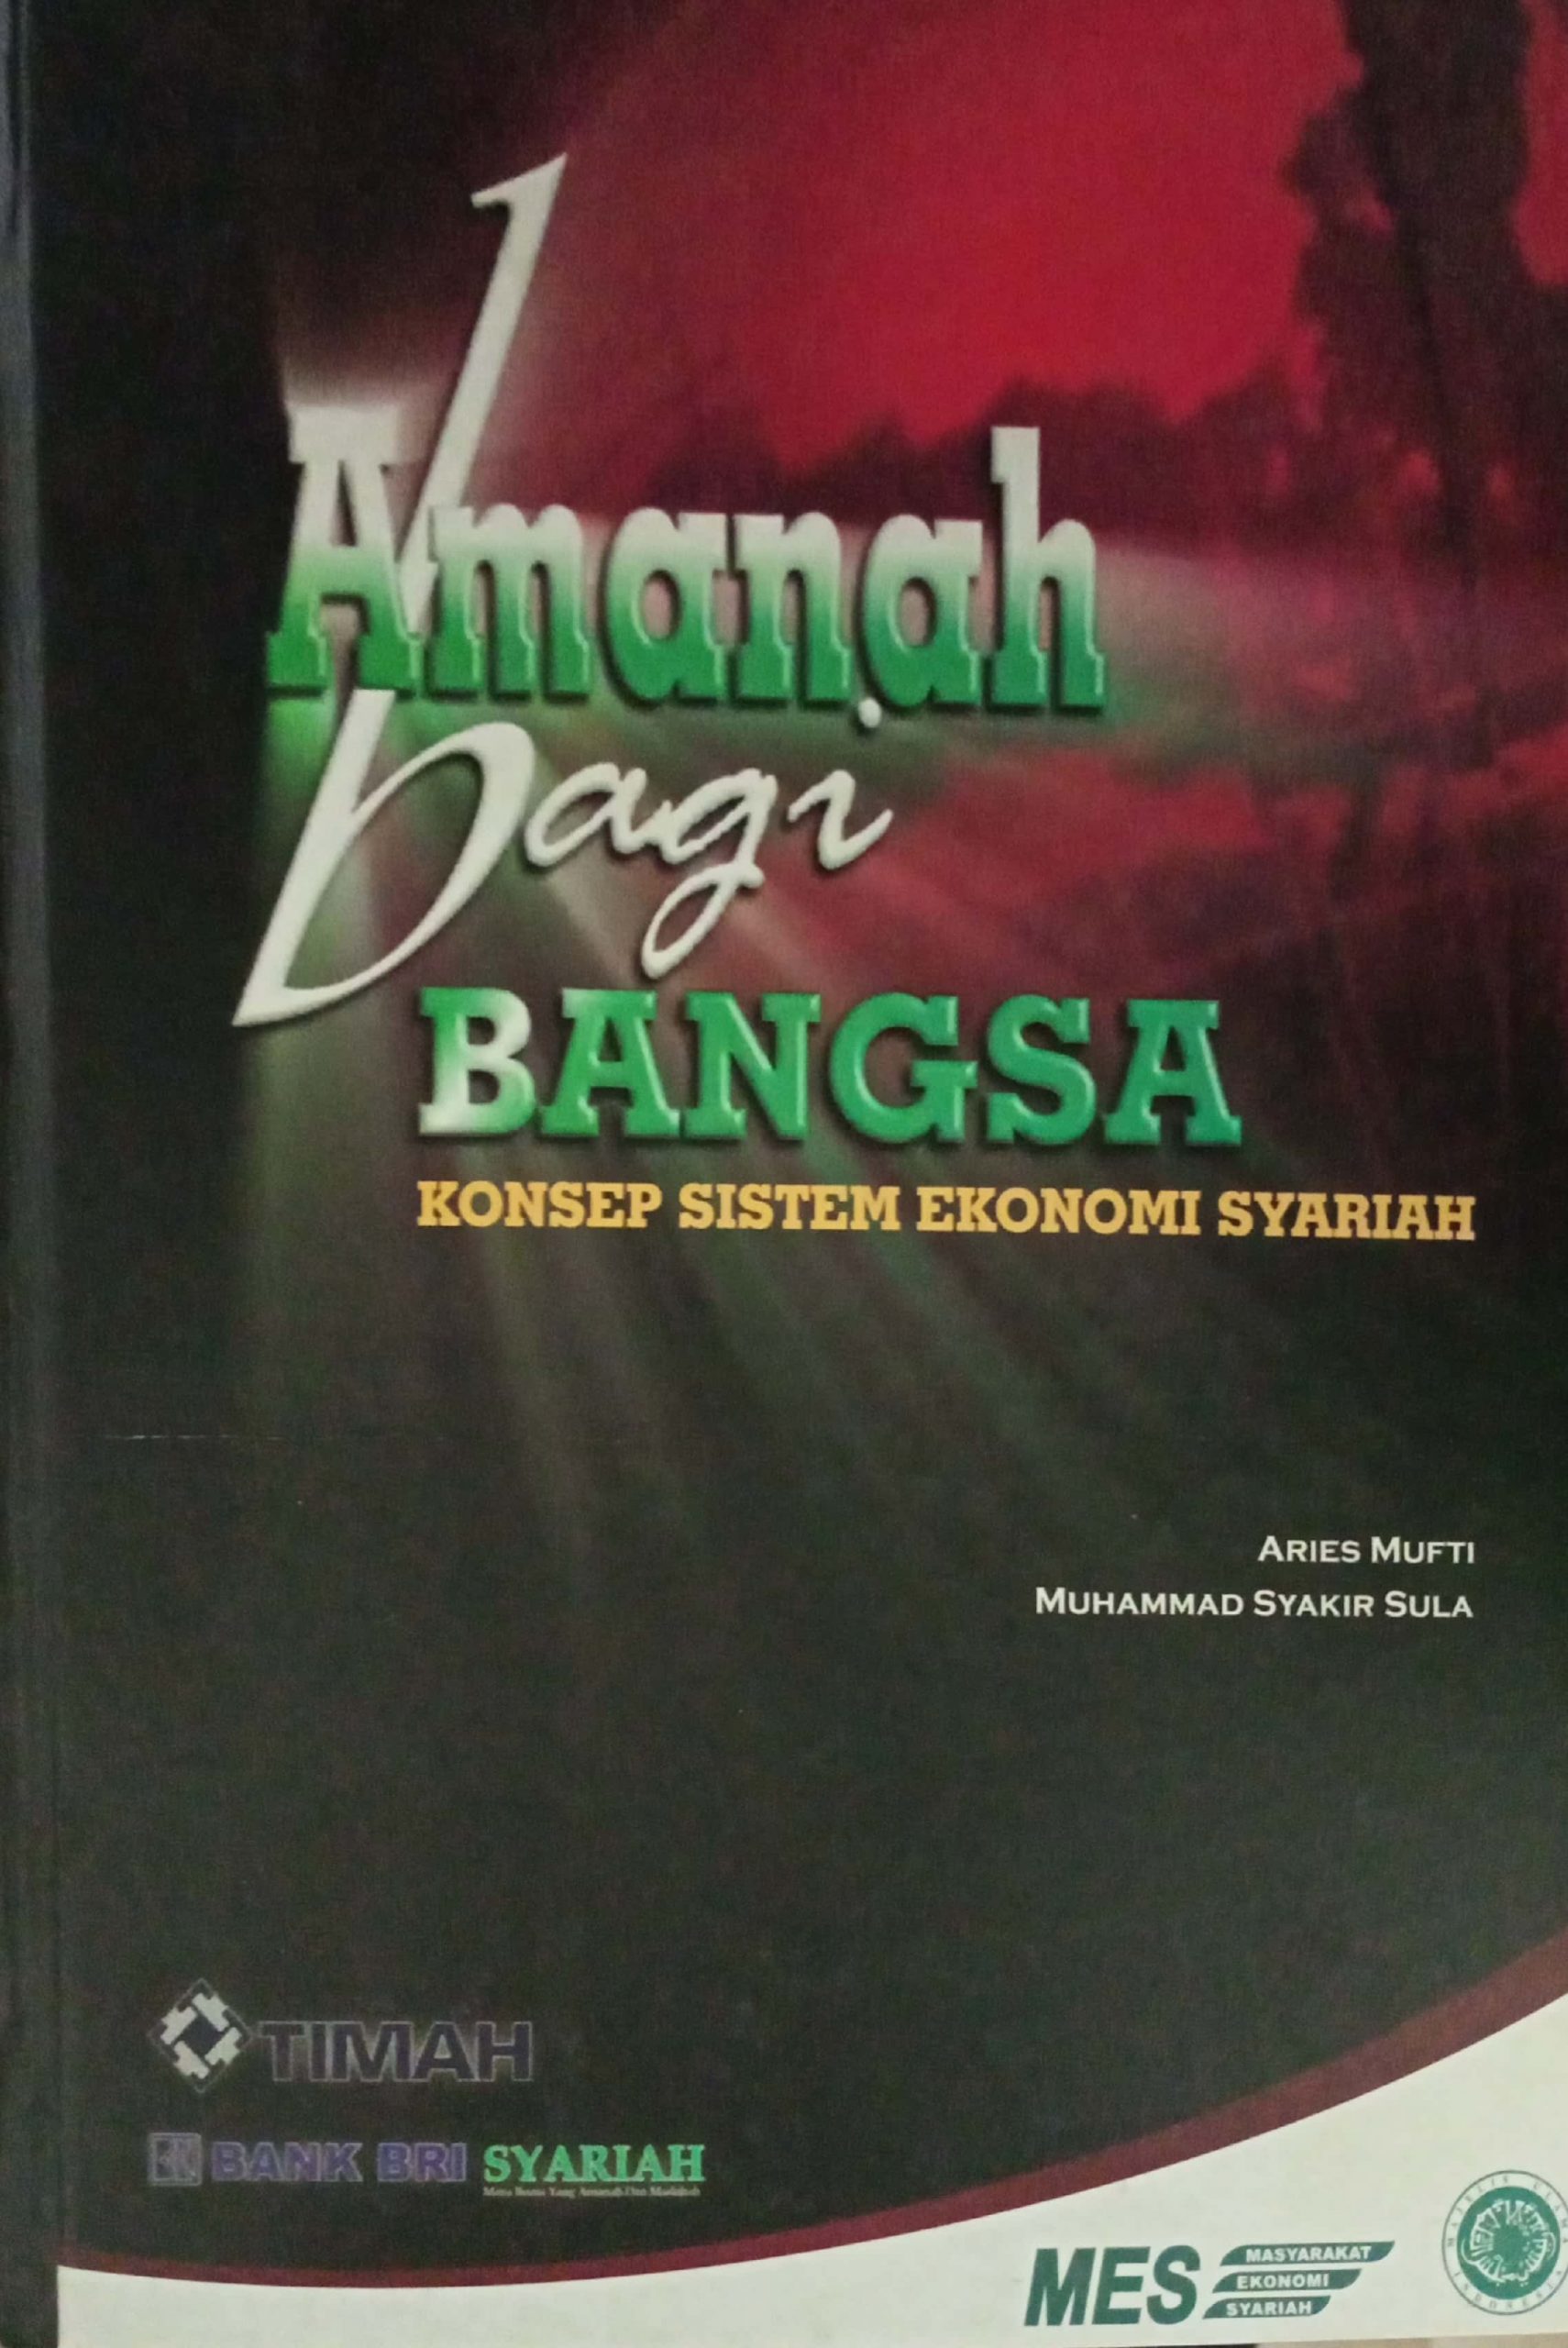 Amanah
bagi
BANGSA
KONSEP SISTEM EKONOMI SYARIAH
ARIES MUFTI
MUHAMMAD SYAKIR SULA
TIMAH
BANK BRI SYARIAH
MES MASYARAKAT
EKONOMI
SYARIAH